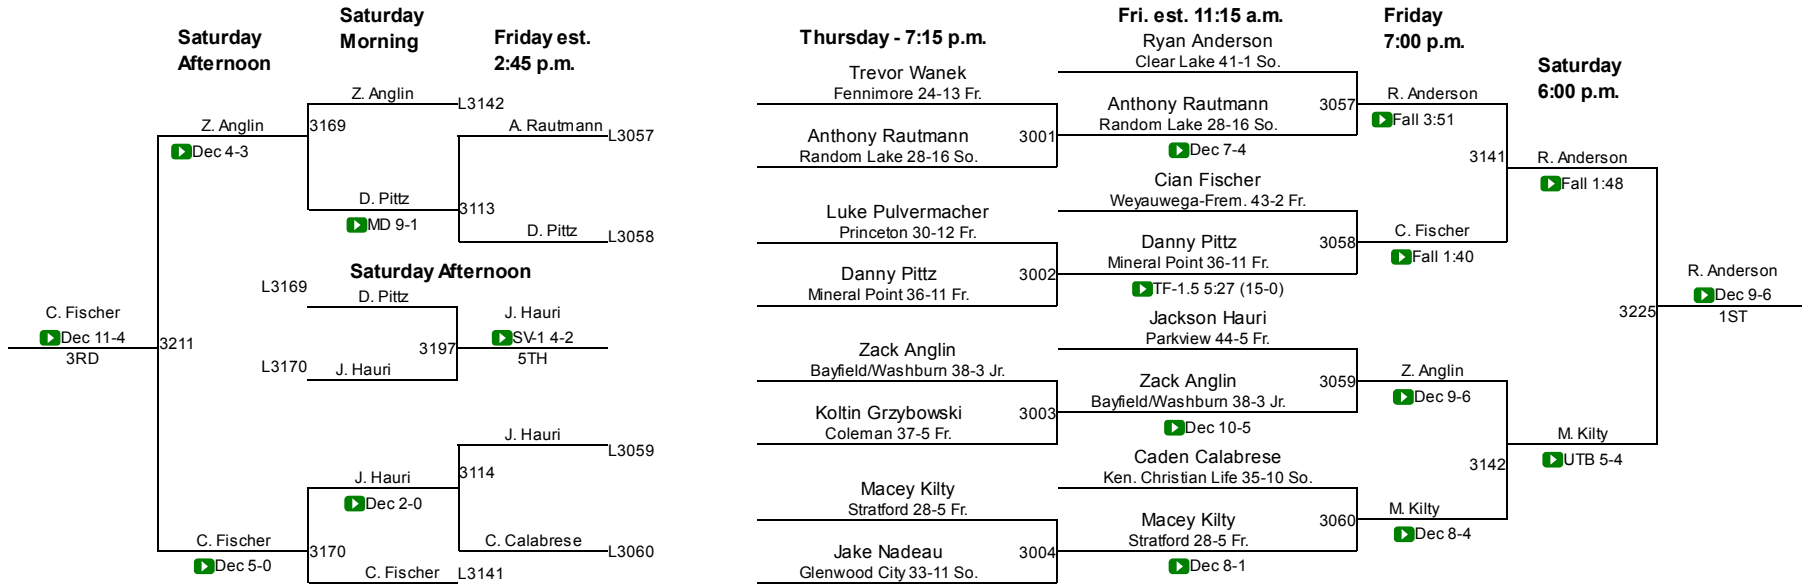 Saturday
Afternoon
Saturday
Morning
Friday est.
2:45 p.m.
Z. Anglin
L3142
Z. Anglin
3169
A. Rautmann
L3057
Dec 4-3
D. Pittz
3113
MD 9-1
D. Pittz
L3058
Saturday Afternoon
L3169
D. Pittz
C. Fischer
J. Hauri
Dec 11-4
3211
3197
SV-1 4-2
3RD
5TH
L3170
J. Hauri
J. Hauri
L3059
J. Hauri
3114
Dec 2-0
C. Fischer
C. Calabrese
L3060
3170
Dec 5-0
C. Fischer
L3141
Thursday - 7:15 p.m.
Trevor Wanek
Fennimore 24-13 Fr.
Anthony Rautmann
3001
Random Lake 28-16 So.
Luke Pulvermacher
Princeton 30-12 Fr.
Danny Pittz
3002
Mineral Point 36-11 Fr.
Zack Anglin
Bayfield/Washburn 38-3 Jr.
Koltin Grzybowski
3003
Coleman 37-5 Fr.
Macey Kilty
Stratford 28-5 Fr.
Jake Nadeau
3004
Glenwood City 33-11 So.
Fri. est. 11:15 a.m.
Ryan Anderson
Clear Lake 41-1 So.
Anthony Rautmann
3057
Random Lake 28-16 So.
Dec 7-4
Cian Fischer
Weyauwega-Frem. 43-2 Fr.
Danny Pittz
3058
Mineral Point 36-11 Fr.
TF-1.5 5:27 (15-0)
Jackson Hauri
Parkview 44-5 Fr.
Zack Anglin
3059
Bayfield/Washburn 38-3 Jr.
Dec 10-5
Caden Calabrese
Ken. Christian Life 35-10 So.
Macey Kilty
3060
Stratford 28-5 Fr.
Dec 8-1
Friday
7:00 p.m.
R. Anderson
Fall 3:51
3141
C. Fischer
Fall 1:40
Z. Anglin
Dec 9-6
3142
M. Kilty
Dec 8-4
Saturday
6:00 p.m.
R. Anderson
Fall 1:48
3225
M. Kilty
UTB 5-4
R. Anderson
Dec 9-6
1ST